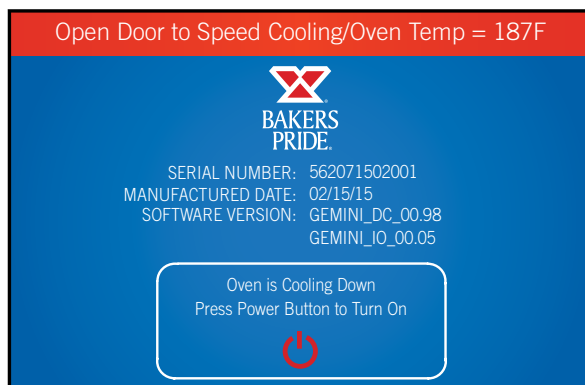 Open Door to Speed Cooling/Oven Temp = 187F
BAKERS
PRIDE.
SERIAL NUMBER: 562071502001
MANUFACTURED DATE: 02/15/15
SOFTWARE VERSION: GEMINI_DC_00.98
GEMINI_IO_00.05
Oven is Cooling Down
Press Power Button to Turn On